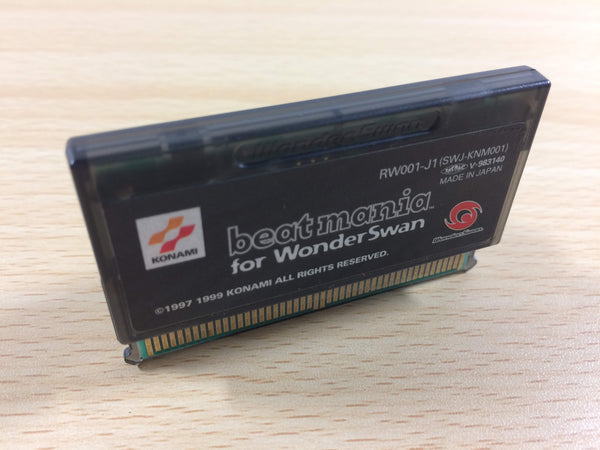 WonderSwan
RW001-J1(SWJ-KNM001)
V-983140
MADE IN JAPAN
KONAMI
beatmania
for WonderSwan
WonderSwan
©1997 1999 KONAMI ALL RIGHTS RESERVED.